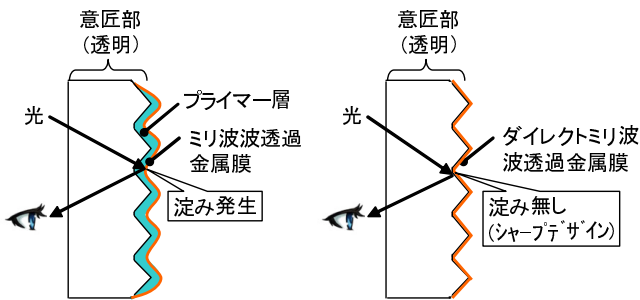 意匠部
(透明)
光
プライマー層
ミリ波波透過
金属膜
淀み発生
意匠部
(透明)
光
ダイレクトミリ波
波透過金属膜
淀み無し
(ｼｬｰﾌﾟﾃﾞｻﾞｲﾝ)